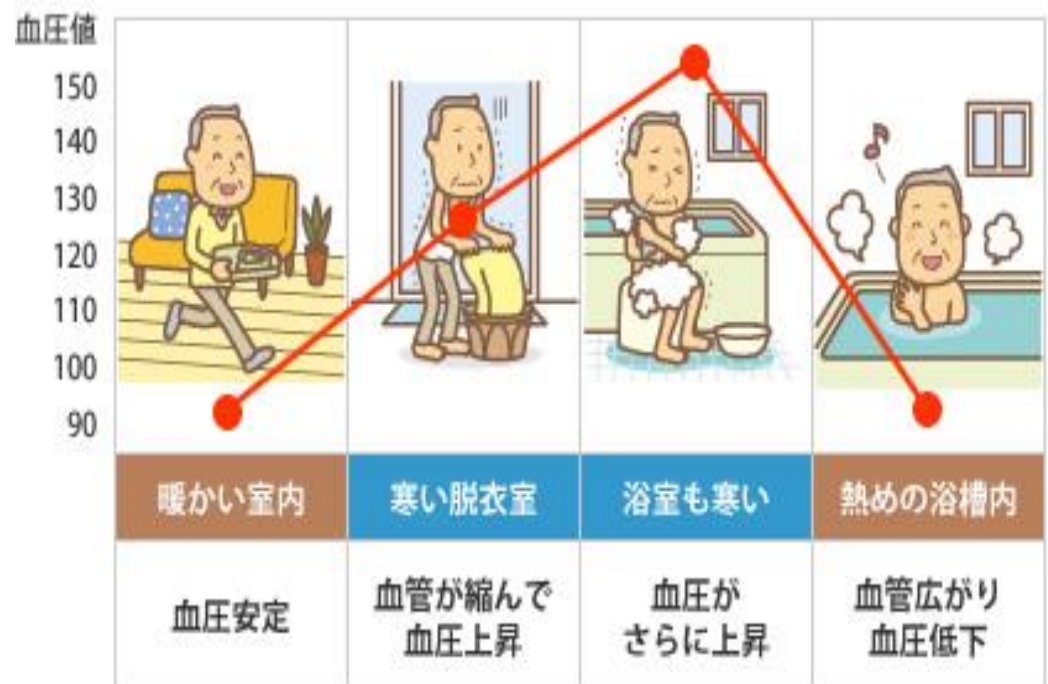 血圧値
150
140
130
120
110
100
90
暖かい室内
寒い脱衣室
浴室も寒い
熱めの浴槽内
血圧安定
血管が縮んで
血圧上昇
血圧が
さらに上昇
血管広がり
血圧低下